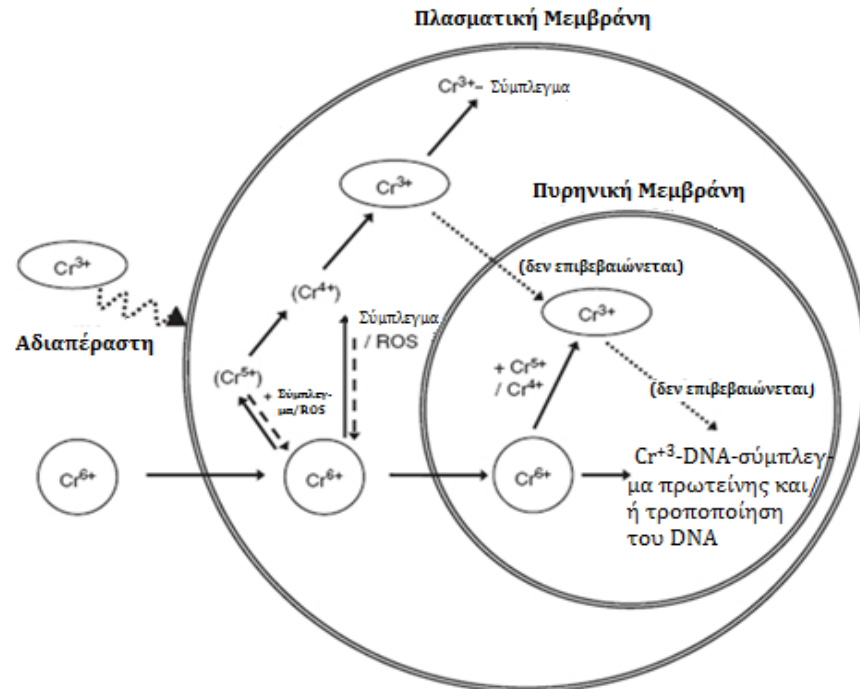 Πλασματική Μεμβράνη
Cr³⁺– Σύμπλεγμα
Cr³⁺
Πυρηνική Μεμβράνη
Cr³⁺
(δεν επιβεβαιώνεται)
(Cr⁴⁺)
Αδιαπέραστη
Σύμπλεγμα
/ ROS
Cr³⁺
+ Cr⁵⁺
/ Cr⁴⁺
(Cr⁵⁺)
+ Σύμπλεγ-
μα/ROS
(δεν επιβεβαιώνεται)
Cr⁶⁺
Cr⁶⁺
Cr⁶⁺
Cr⁺³-DNA-σύμπλεγ-
μα πρωτείνης και/
ή τροποποίηση
του DNA